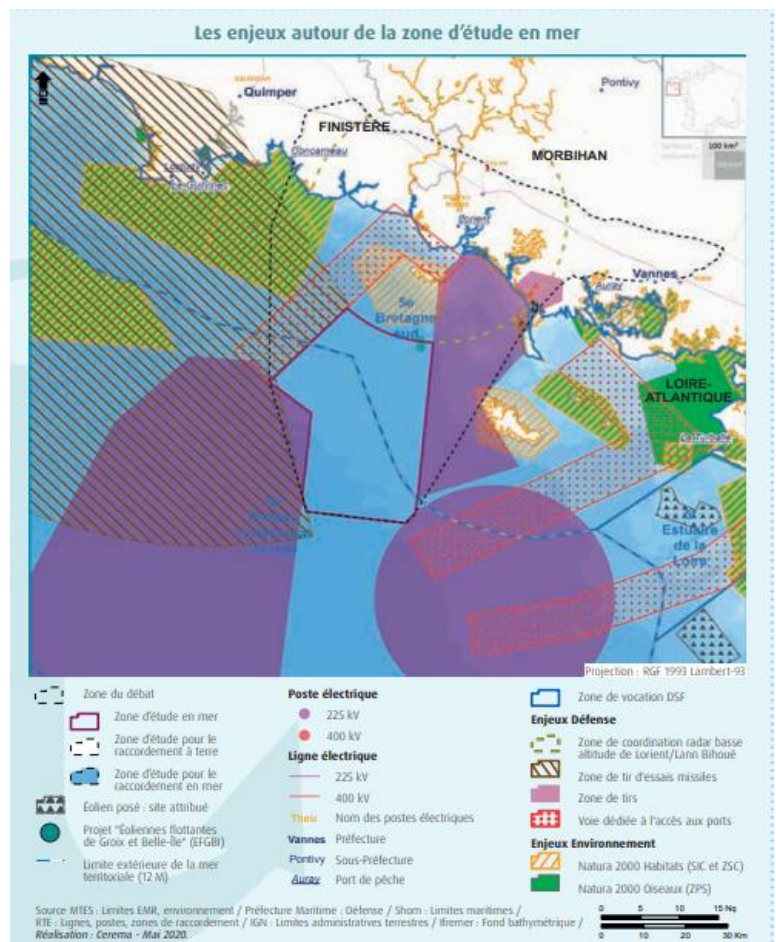 Les enjeux autour de la zone d'étude en mer
Quimper
Pontivy
FINISTÈRE
100 km²
Concarneau
MORBIHAN
Lorient
Vannes
Auray
5e
Bretagne
sud
LOIRE-
ATLANTIQUE
La Turballe
Estuaire
de la
Loire
Projection : RGF 1993 Lambert-93
Zone du débat
Zone d'étude en mer
Zone d'étude pour le
raccordement à terre
Zone d'étude pour le
raccordement en mer
Éolien posé : site attribué
Projet "Éoliennes flottantes
de Groix et Belle-Île" (EFGBI)
Limite extérieure de la mer
territoriale (12 M)
Poste électrique
225 kV
400 kV
Ligne électrique
225 kV
400 kV
Theix Nom des postes électriques
Vannes Préfecture
Pontivy Sous-Préfecture
Auray Port de pêche
Zone de vocation DSF
Enjeux Défense
Zone de coordination radar basse
altitude de Lorient/Lann Bihoué
Zone de tir d'essais missiles
Zone de tirs
Voie dédiée à l'accès aux ports
Enjeux Environnement
Natura 2000 Habitats (SIC et ZSC)
Natura 2000 Oiseaux (ZPS)
Source MTES : Limites EMR, environnement / Préfecture Maritime : Défense / Shom : Limites maritimes /
RTE : Lignes, postes, zones de raccordement / IGN : Limites administratives terrestres / Ifremer : Fond bathymétrique /
Réalisation : Cerema - Mai 2020.
0 5 10 15 Nq
0 10 20 30 Km